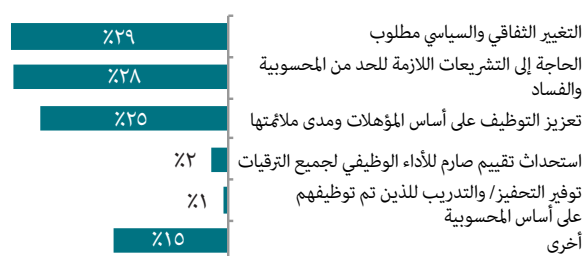 التغيير الثفاقي والسياسي مطلوب
٪٢٩
الحاجة إلى التشريعات اللازمة للحد من المحسوبية
والفساد
٪٢٨
تعزيز التوظيف على أساس المؤهلات ومدى ملائمتها
٪٢٥
استحداث تقييم صارم للأداء الوظيفي لجميع الترقيات
٪٢
توفير التحفيز/ والتدريب للذين تم توظيفهم
على أساس المحسوبية
٪١
أخرى
٪١٥